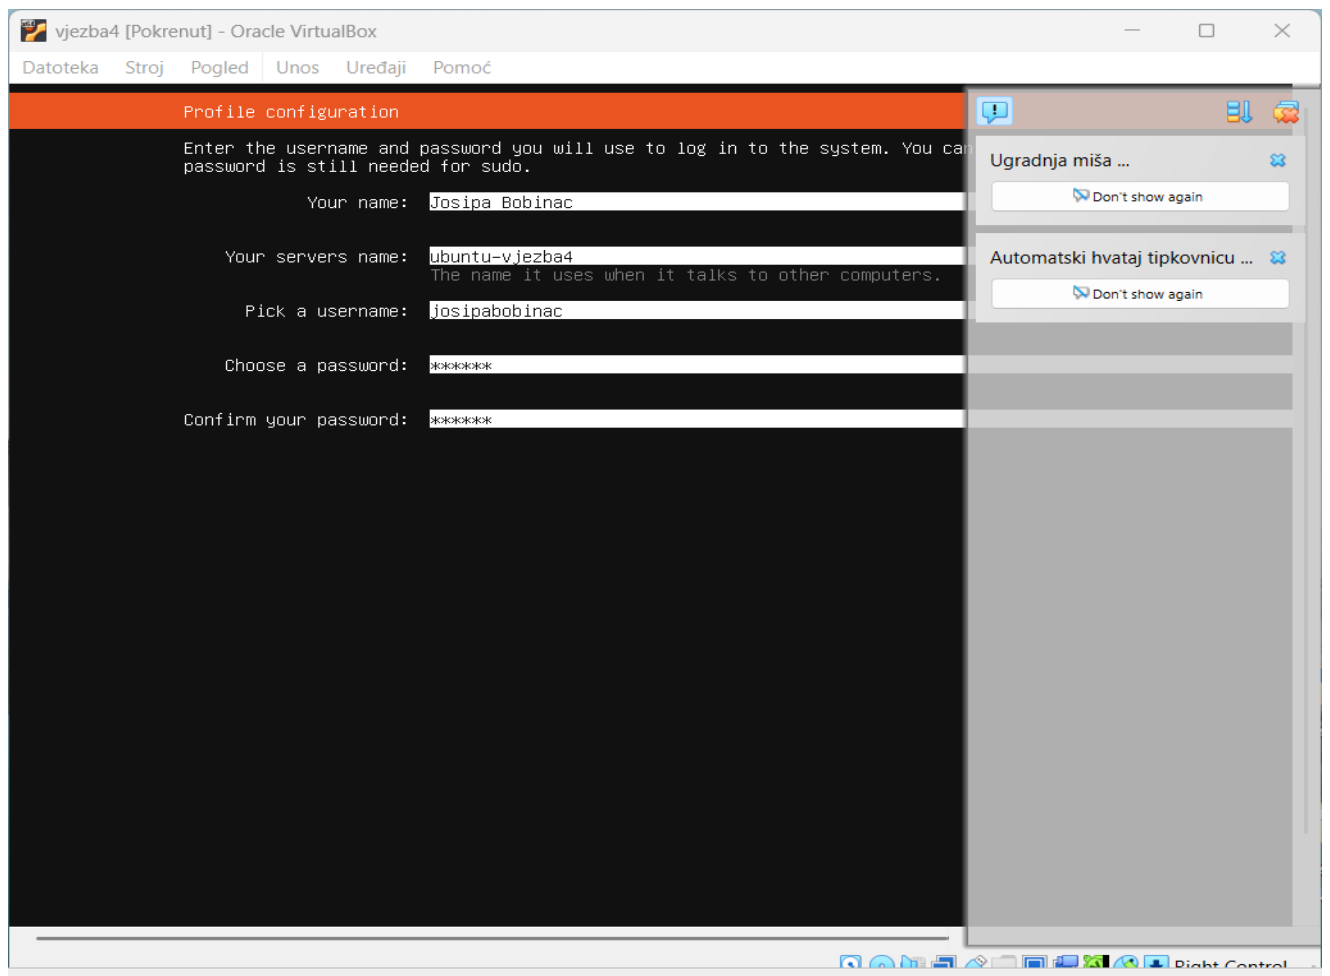 vjezba4 [Pokrenut] - Oracle VirtualBox
Datoteka Stroj Pogled Unos Uređaji Pomoć
Profile configuration
Enter the username and password you will use to log in to the system. You can
password is still needed for sudo.
Your name: Josipa Bobinac
Your servers name: ubuntu-vjezba4
The name it uses when it talks to other computers.
Pick a username: josipabobinac
Choose a password: ******
Confirm your password: ******
Ugradnja miša ...
Don't show again
Automatski hvataj tipkovnicu ...
Don't show again
Right Control